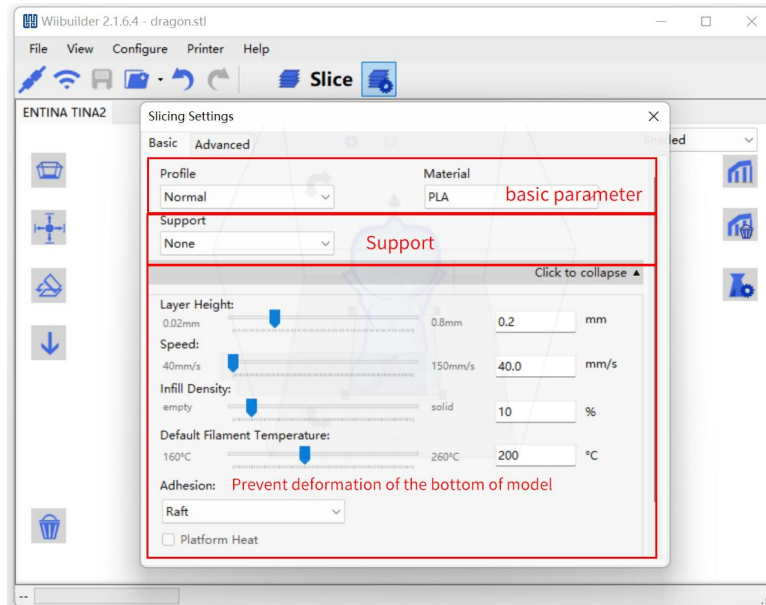 Wiibuilder 2.1.6.4 - dragon.stl
File View Configure Printer Help
Slice
ENTINA TINA2
Slicing Settings
Basic Advanced
Profile Material
Normal PLA basic parameter
Support
None Support
Click to collapse ▲
Layer Height:
0.02mm 0.8mm 0.2 mm
Speed:
40mm/s 150mm/s 40.0 mm/s
Infill Density:
empty solid 10 %
Default Filament Temperature:
160°C 260°C 200 °C
Adhesion: Prevent deformation of the bottom of model
Raft
Platform Heat
--